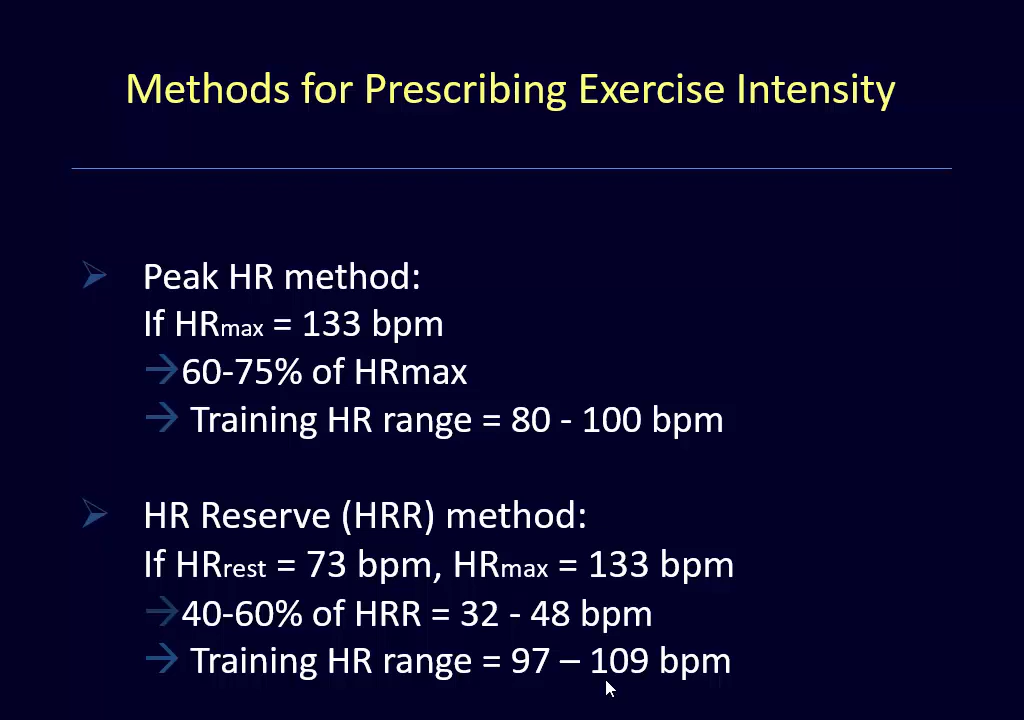 Methods for Prescribing Exercise Intensity
Peak HR method:
If HRmax = 133 bpm
60-75% of HRmax
Training HR range = 80 - 100 bpm
HR Reserve (HRR) method:
If HRrest = 73 bpm, HRmax = 133 bpm
40-60% of HRR = 32 - 48 bpm
Training HR range = 97 – 109 bpm